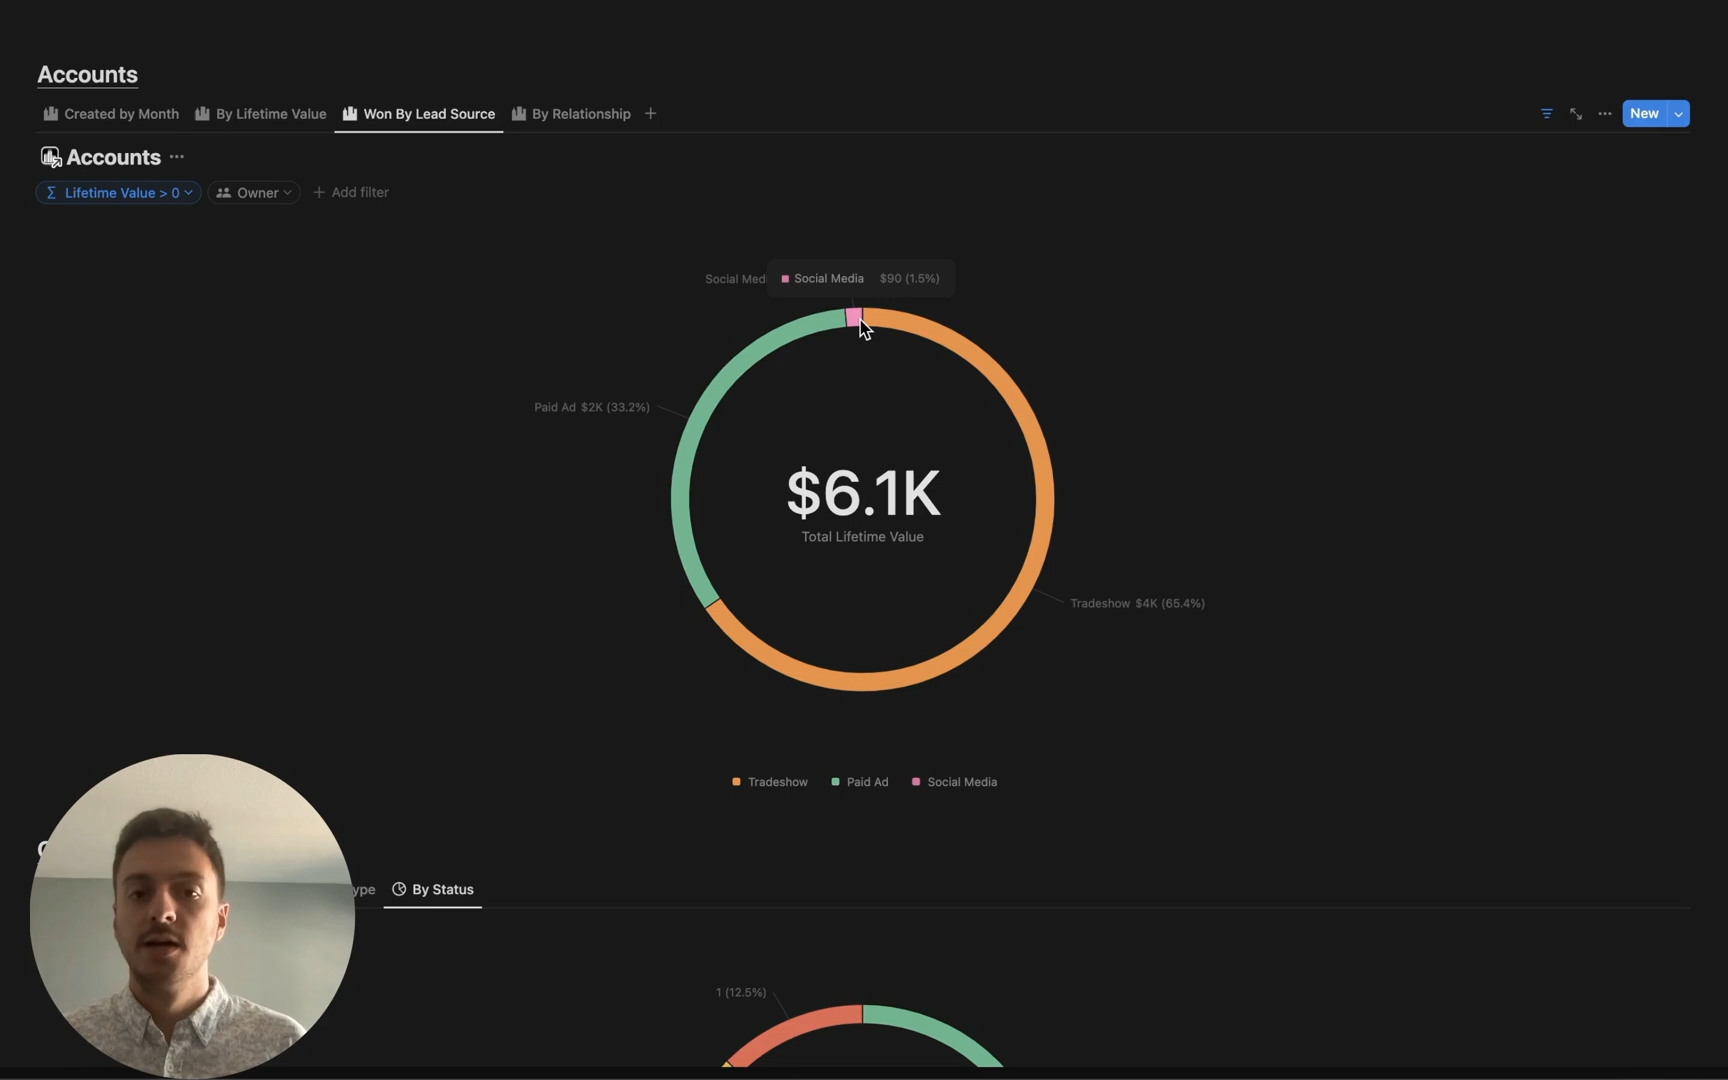 Accounts
Created by Month By Lifetime Value Won By Lead Source By Relationship +
New
Accounts ...
Σ Lifetime Value > 0 Owner + Add filter
Social Med Social Media $90 (1.5%)
Paid Ad $2K (33.2%)
$6.1K
Total Lifetime Value
Tradeshow $4K (65.4%)
Tradeshow Paid Ad Social Media
ype By Status
1 (12.5%)